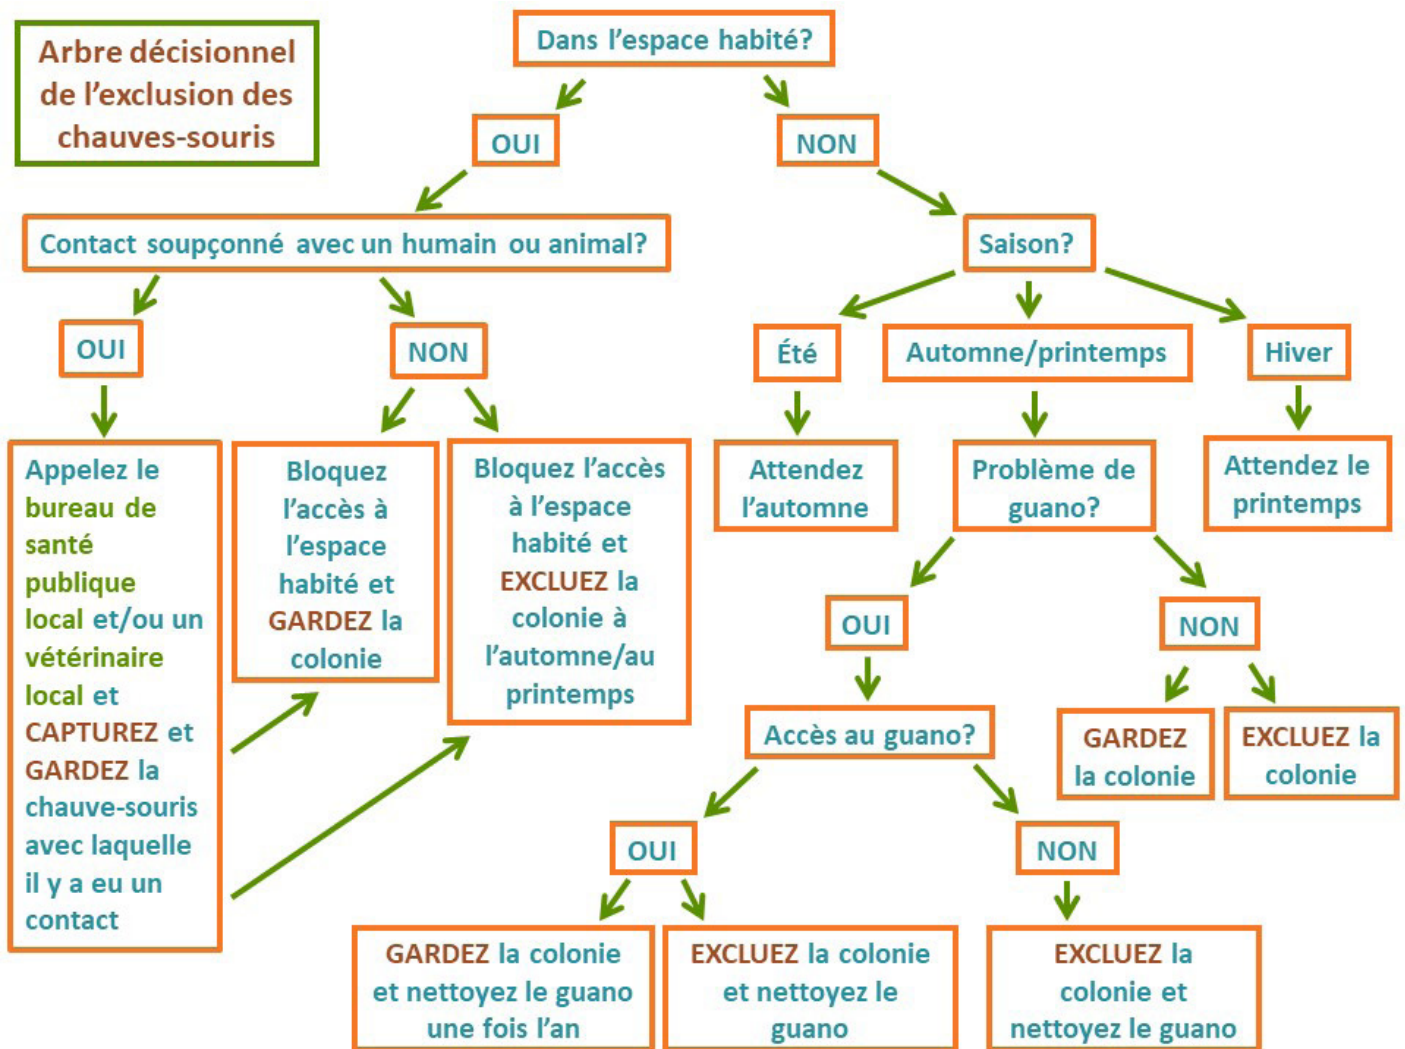 Arbre décisionnel
de l'exclusion des
chauves-souris
Dans l'espace habité?
OUI
NON
Contact soupçonné avec un humain ou animal?
Saison?
OUI
NON
Été
Automne/printemps
Hiver
Appelez le
bureau de
santé
publique
local et/ou un
vétérinaire
local et
CAPTUREZ et
GARDEZ la
chauve-souris
avec laquelle
il y a eu un
contact
Bloquez
l'accès à
l'espace
habité et
GARDEZ la
colonie
Bloquez l'accès
à l'espace
habité et
EXCLUEZ la
colonie à
l'automne/au
printemps
Attendez
l'automne
Problème de
guano?
Attendez le
printemps
OUI
NON
Accès au guano?
GARDEZ
la colonie
EXCLUEZ la
colonie
OUI
NON
GARDEZ la colonie
et nettoyez le guano
une fois l'an
EXCLUEZ la colonie
et nettoyez le
guano
EXCLUEZ la
colonie et
nettoyez le guano